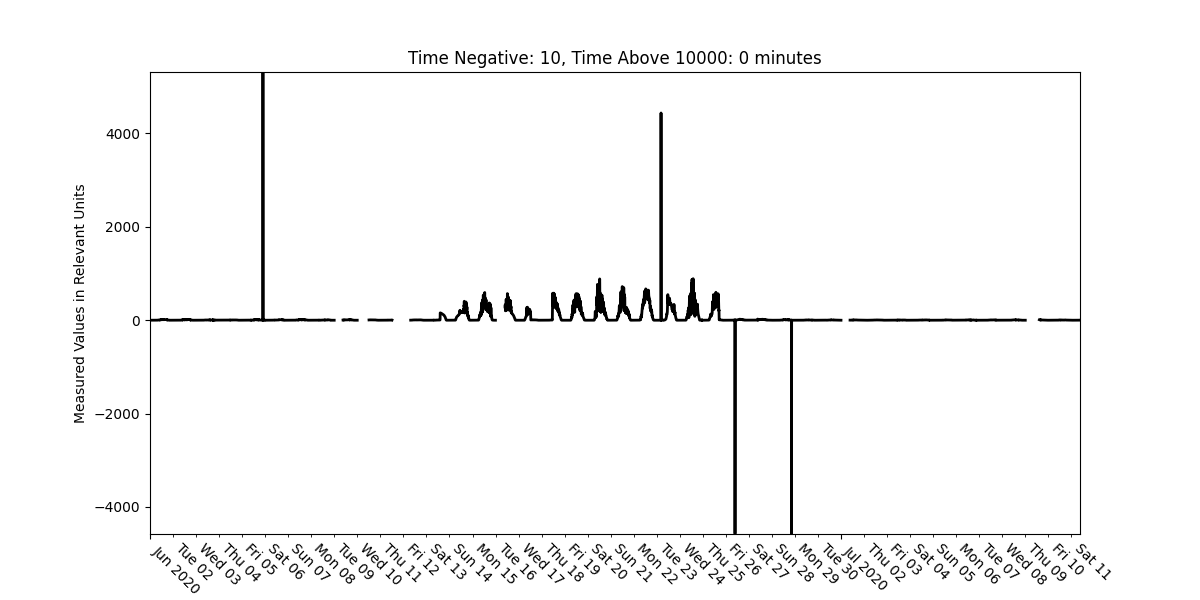 Time Negative: 10, Time Above 10000: 0 minutes
Measured Values in Relevant Units
4000
2000
0
−2000
−4000
Jun 2020
Tue 02
Wed 03
Thu 04
Fri 05
Sat 06
Sun 07
Mon 08
Tue 09
Wed 10
Thu 11
Fri 12
Sat 13
Sun 14
Mon 15
Tue 16
Wed 17
Thu 18
Fri 19
Sat 20
Sun 21
Mon 22
Tue 23
Wed 24
Thu 25
Fri 26
Sat 27
Sun 28
Mon 29
Tue 30
Jul 2020
Thu 02
Fri 03
Sat 04
Sun 05
Mon 06
Tue 07
Wed 08
Thu 09
Fri 10
Sat 11